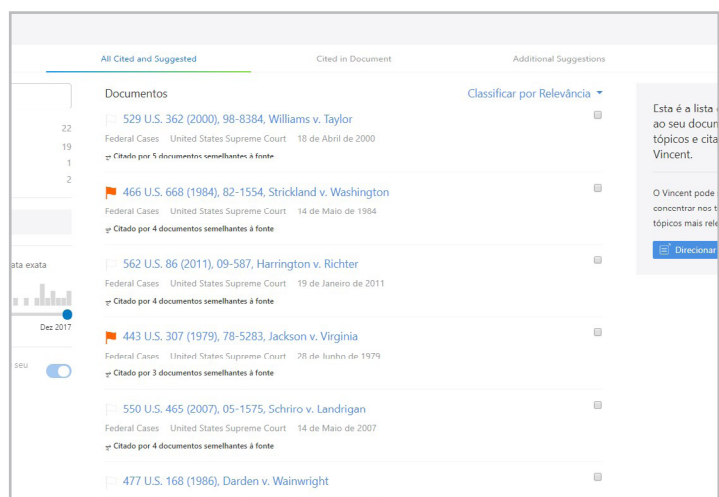 All Cited and Suggested
Cited in Document
Additional Suggestions
22
19
1
2
ata exata
Dez 2017
seu
Documentos
Classificar por Relevância
529 U.S. 362 (2000), 98-8384, Williams v. Taylor
Federal Cases United States Supreme Court 18 de Abril de 2000
Citado por 5 documentos semelhantes à fonte
466 U.S. 668 (1984), 82-1554, Strickland v. Washington
Federal Cases United States Supreme Court 14 de Maio de 1984
Citado por 4 documentos semelhantes à fonte
562 U.S. 86 (2011), 09-587, Harrington v. Richter
Federal Cases United States Supreme Court 19 de Janeiro de 2011
Citado por 4 documentos semelhantes à fonte
443 U.S. 307 (1979), 78-5283, Jackson v. Virginia
Federal Cases United States Supreme Court 28 de Junho de 1979
Citado por 3 documentos semelhantes à fonte
550 U.S. 465 (2007), 05-1575, Schriro v. Landrigan
Federal Cases United States Supreme Court 14 de Maio de 2007
Citado por 4 documentos semelhantes à fonte
477 U.S. 168 (1986), Darden v. Wainwright
Esta é a lista
ao seu docum
tópicos e cita
Vincent.
O Vincent pode
concentrar nos t
tópicos mais rele
Direcionar